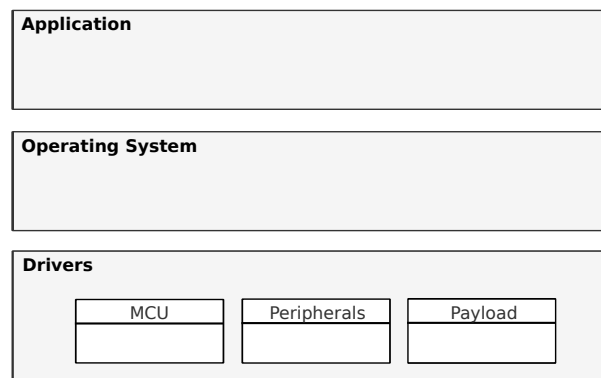 Application
Operating System
Drivers
MCU
Peripherals
Payload